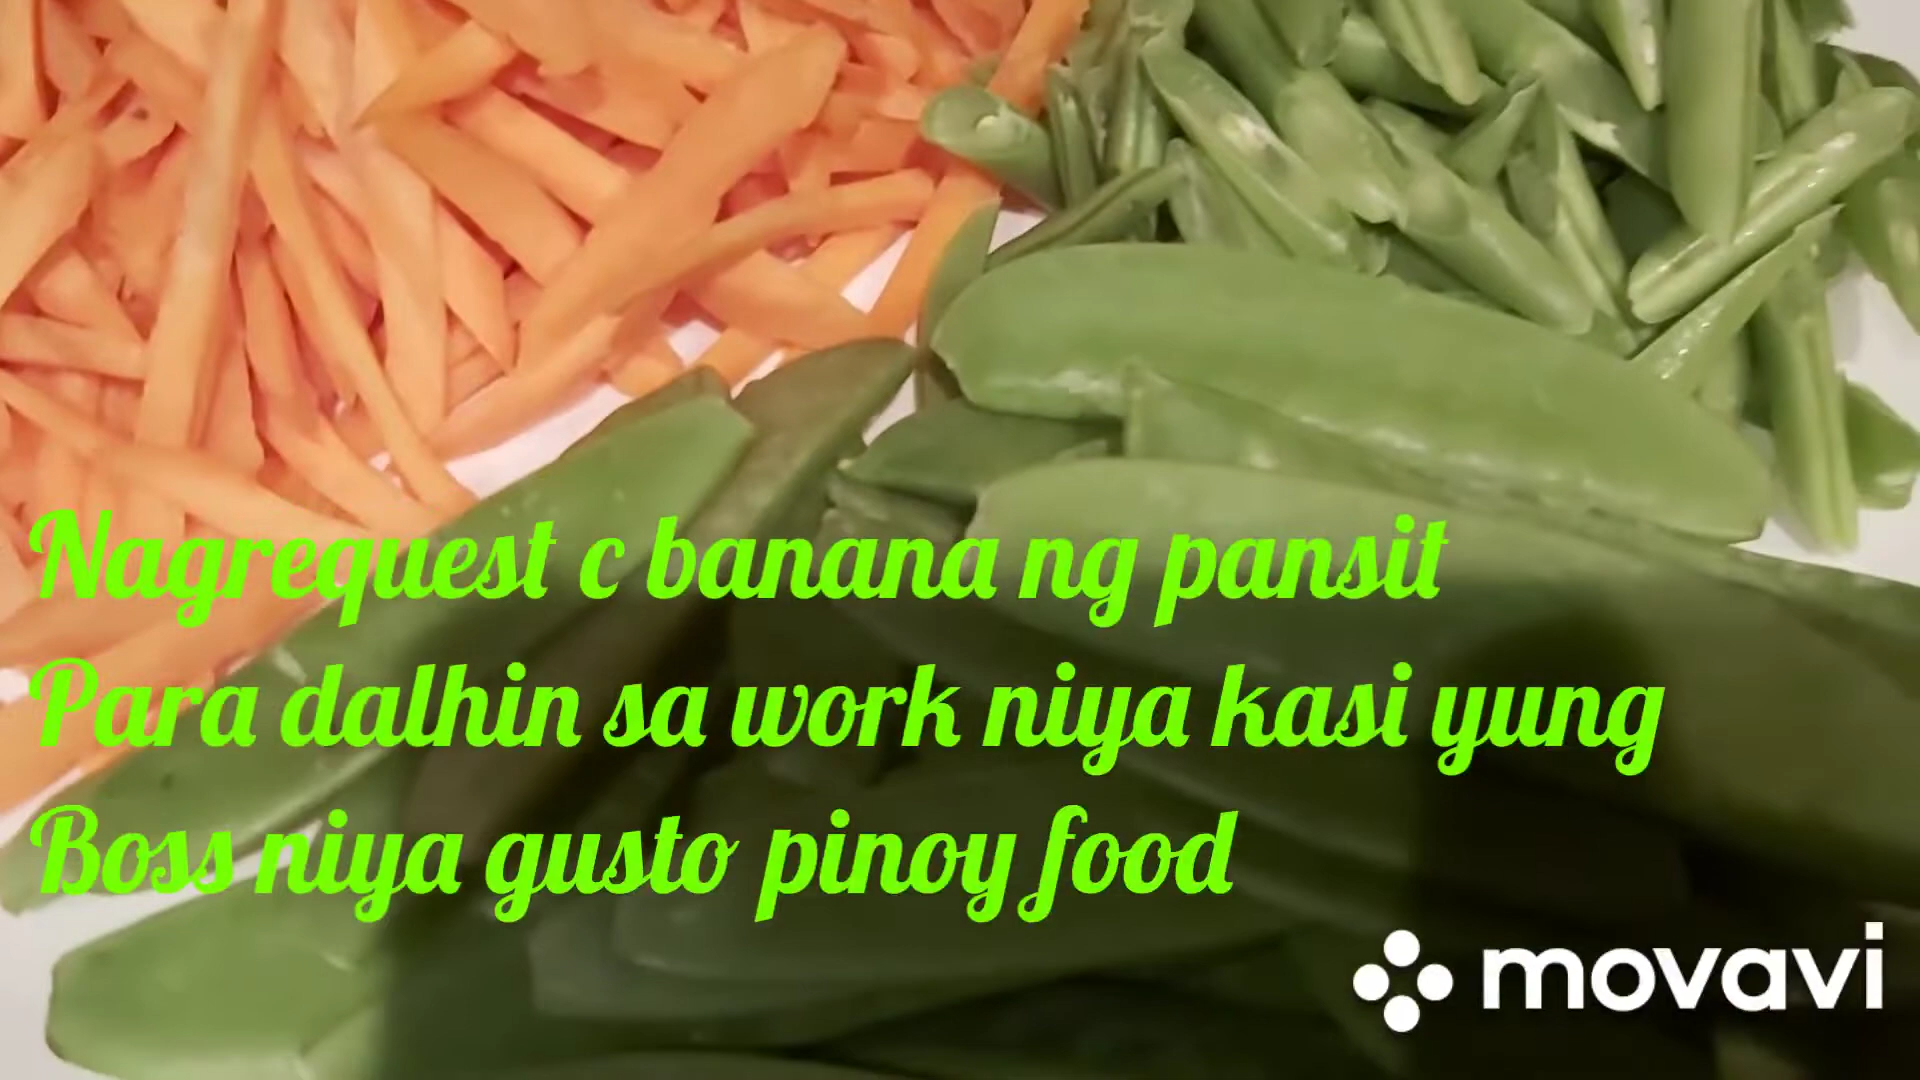 Nagrequest c banana ng pansit
Para dalhin sa work niya kasi yung
Boss niya gusto pinoy food
movavi